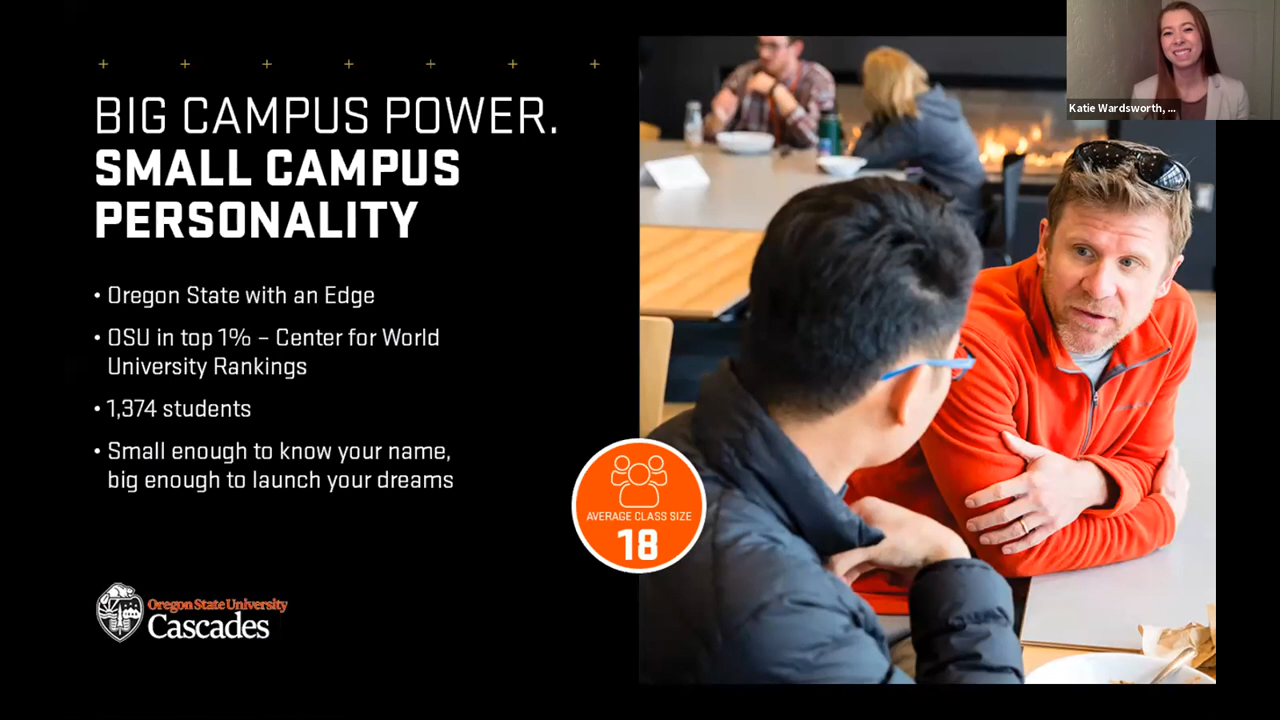 BIG CAMPUS POWER.
SMALL CAMPUS
PERSONALITY
• Oregon State with an Edge
• OSU in top 1% – Center for World
University Rankings
• 1,374 students
• Small enough to know your name,
big enough to launch your dreams
AVERAGE CLASS SIZE
18
Oregon State University
Cascades
Katie Wardsworth, ...